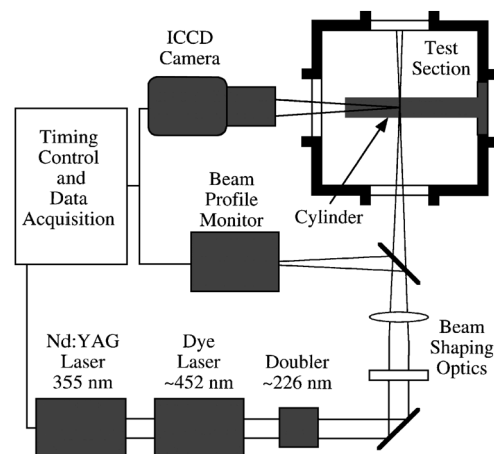 ICCD
Camera
Test
Section
Timing
Control
and
Data
Acquisition
Beam
Profile
Monitor
Cylinder
Nd:YAG
Laser
355 nm
Dye
Laser
~452 nm
Doubler
~226 nm
Beam
Shaping
Optics